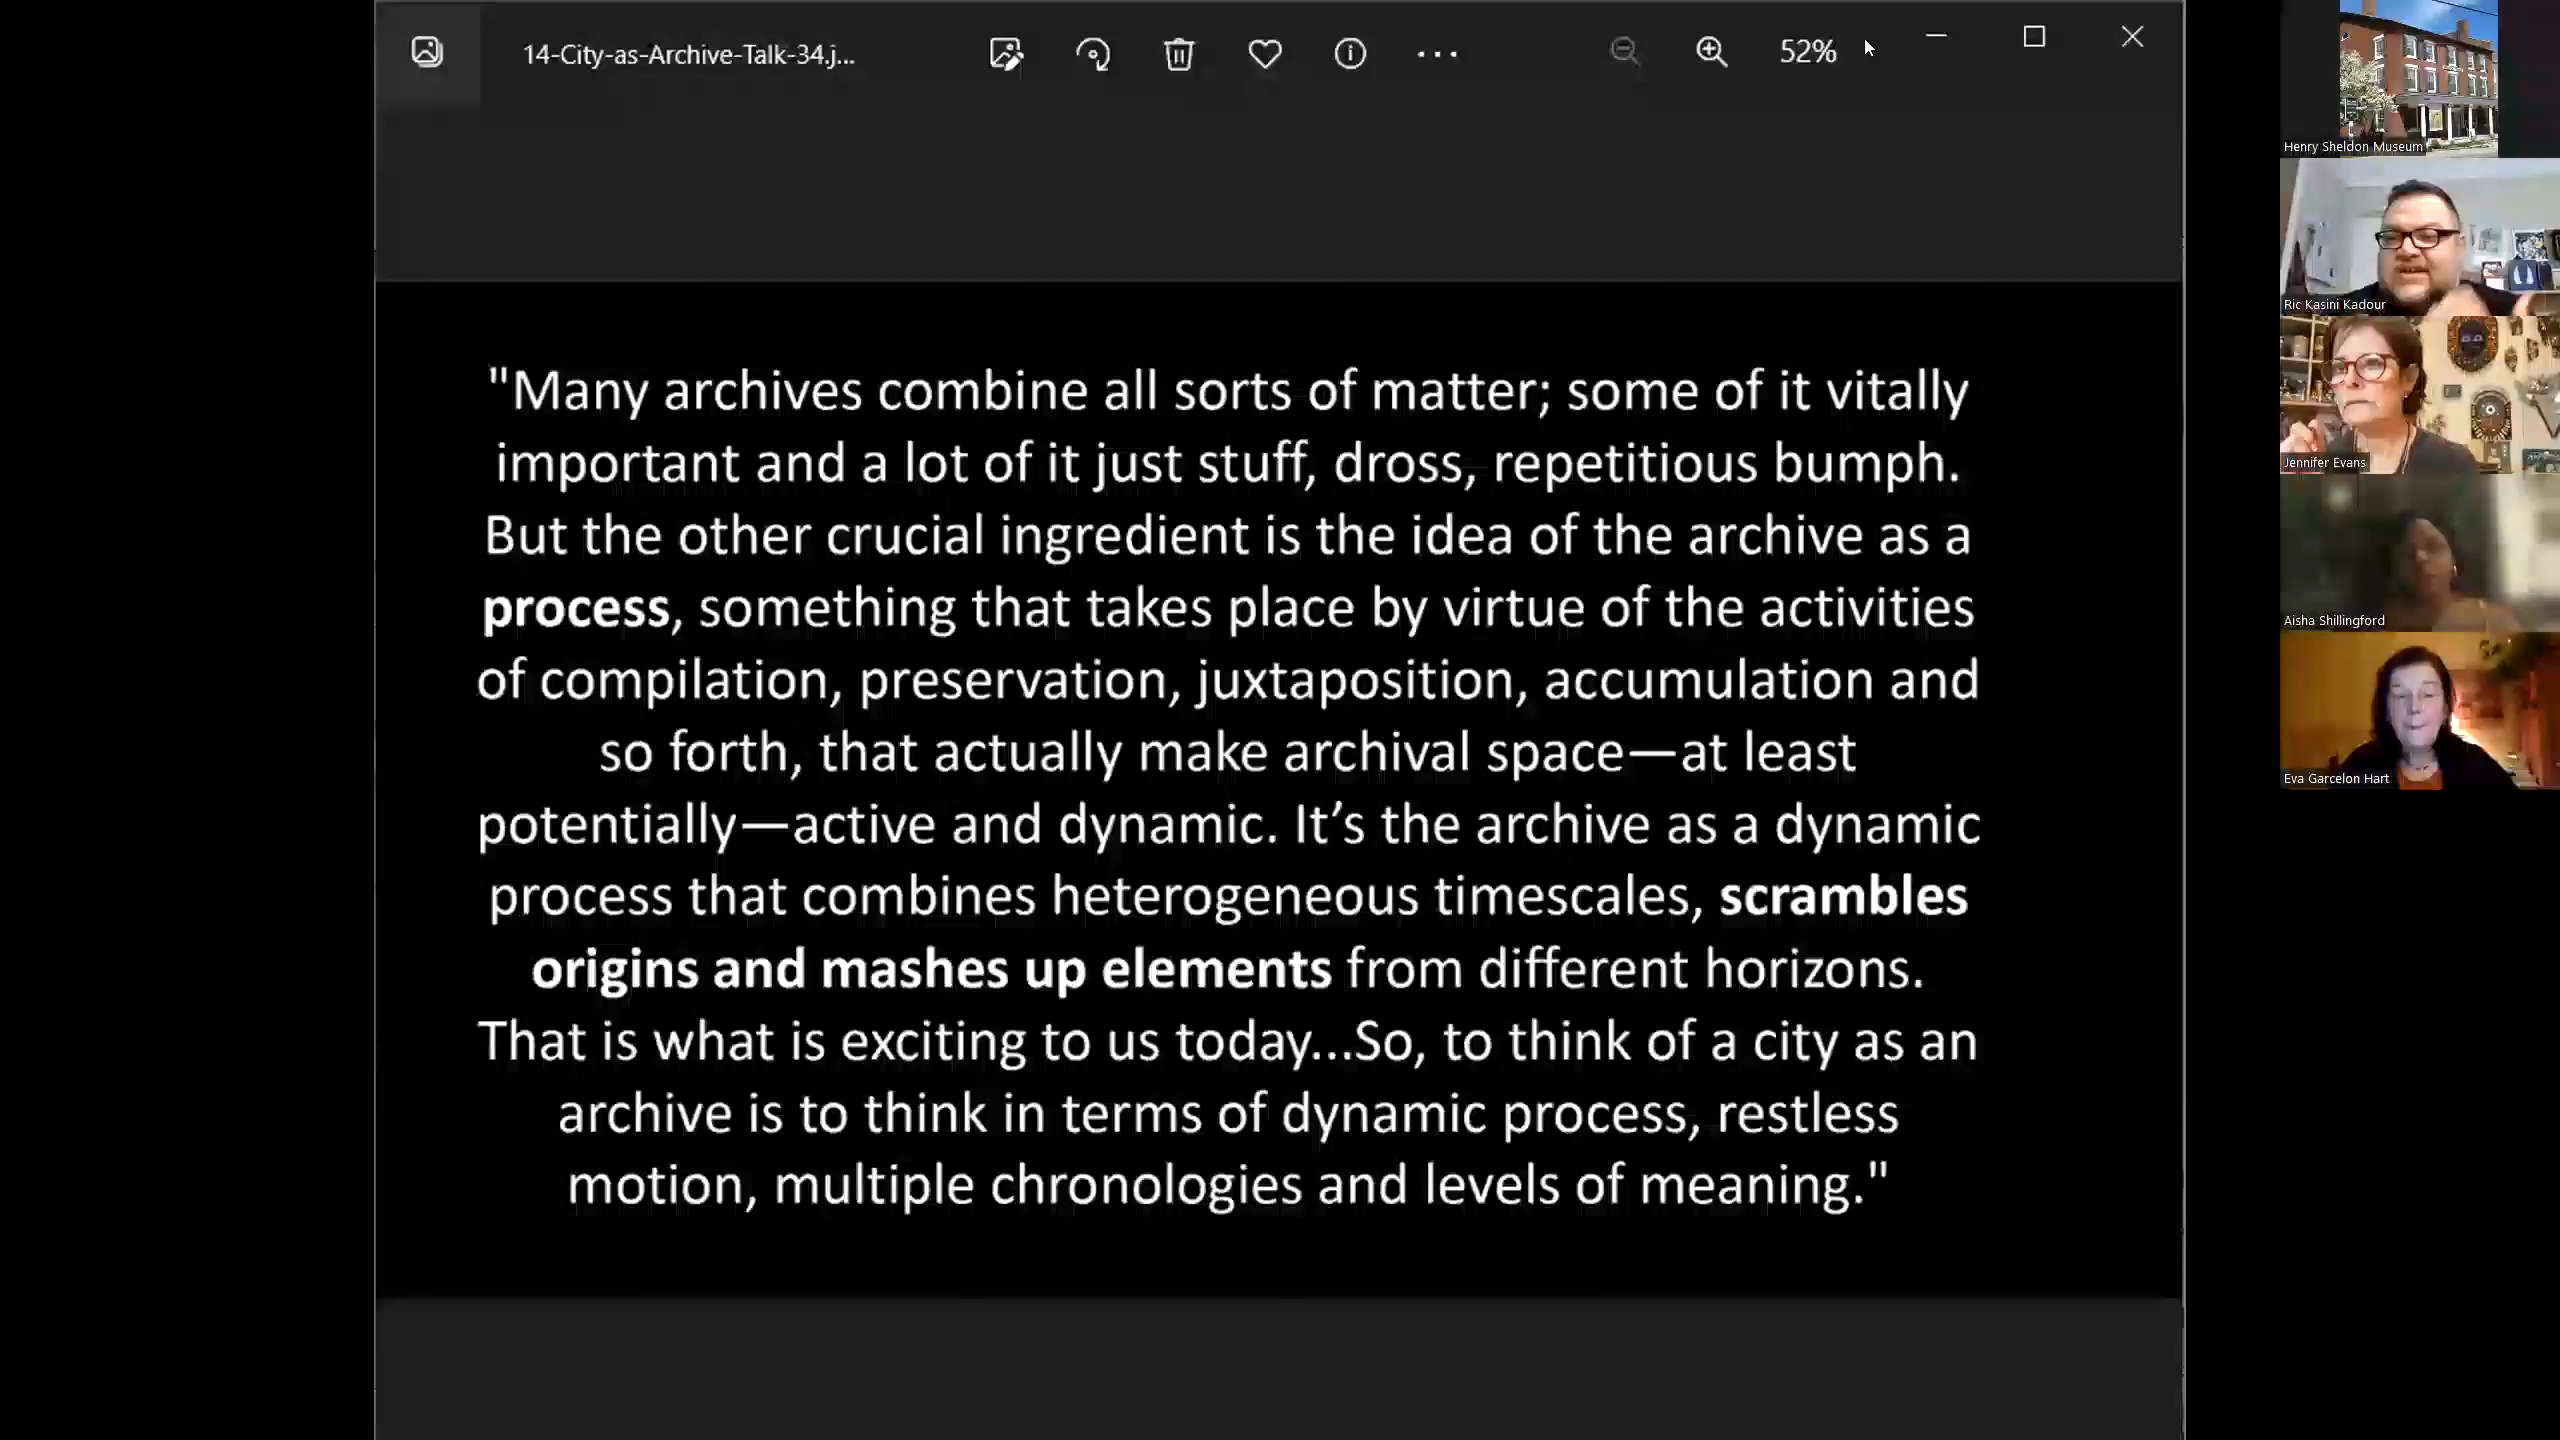 14-City-as-Archive-Talk-34.j...
52%
"Many archives combine all sorts of matter; some of it vitally
important and a lot of it just stuff, dross, repetitious bumph.
But the other crucial ingredient is the idea of the archive as a
process, something that takes place by virtue of the activities
of compilation, preservation, juxtaposition, accumulation and
so forth, that actually make archival space—at least
potentially—active and dynamic. It’s the archive as a dynamic
process that combines heterogeneous timescales, scrambles
origins and mashes up elements from different horizons.
That is what is exciting to us today...So, to think of a city as an
archive is to think in terms of dynamic process, restless
motion, multiple chronologies and levels of meaning."
Henry Sheldon Museum
Ric Kasini Kadour
Jennifer Evans
Aisha Shillingford
Eva Garcelon Hart